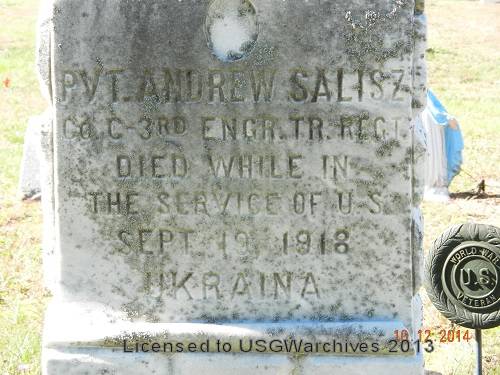 PVT. ANDREW SALISZ
CO. C-3RD ENGR. TR. REGT.
DIED WHILE IN
THE SERVICE OF U.S.
SEPT. 19, 1918
UKRAINA
WORLD WAR
U.S.
VETERAN
10 12 2014
Licensed to USGWarchives 2013